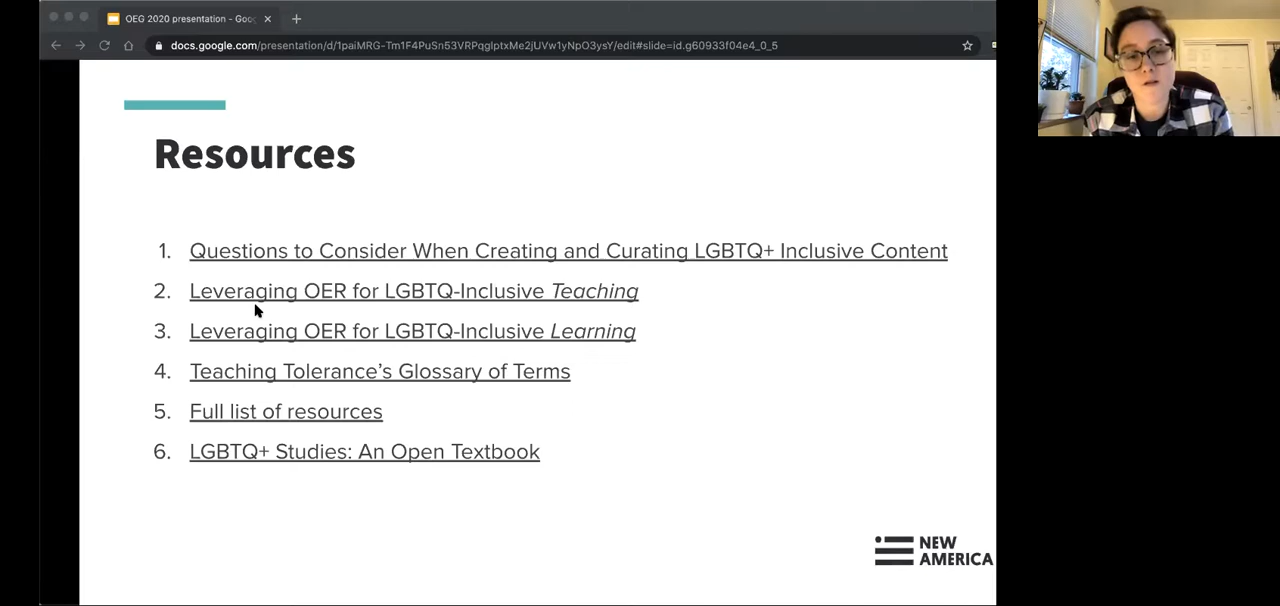 OEG 2020 presentation - Goo
docs.google.com/presentation/d/1paiMRG-Tm1F4PuSn53VRPqglptxMe2jUVw1yNpO3ysY/edit#slide=id.g60933f04e4_0_5
Resources
1. Questions to Consider When Creating and Curating LGBTQ+ Inclusive Content
2. Leveraging OER for LGBTQ-Inclusive Teaching
3. Leveraging OER for LGBTQ-Inclusive Learning
4. Teaching Tolerance’s Glossary of Terms
5. Full list of resources
6. LGBTQ+ Studies: An Open Textbook
NEW
AMERICA